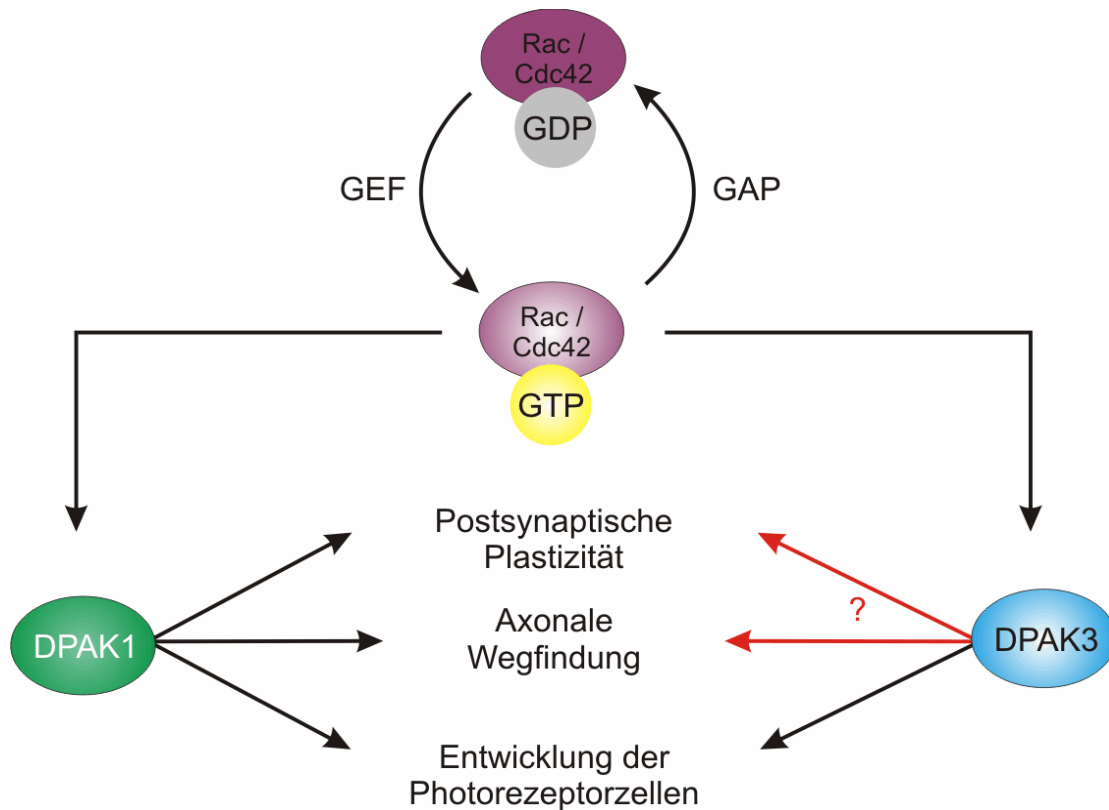 Rac /
Cdc42
GDP
GEF
GAP
Rac /
Cdc42
GTP
Postsynaptische
Plastizität
?
Axonale
Wegfindung
DPAK1
DPAK3
Entwicklung der
Photorezeptorzellen